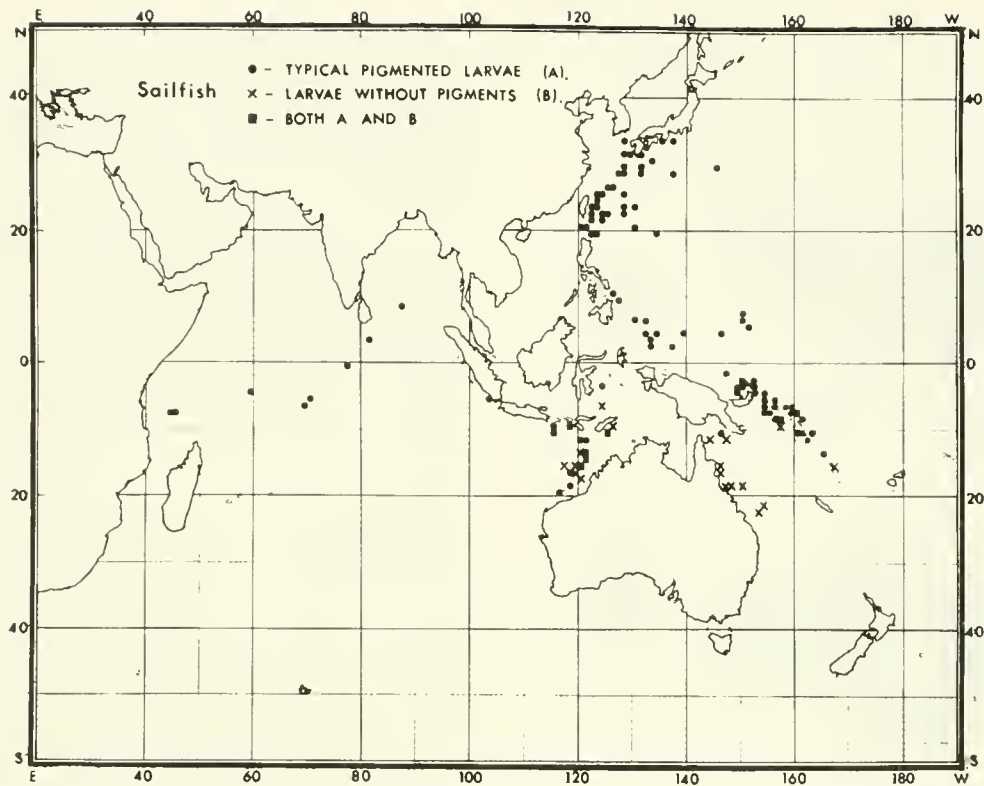 E 40 60 80 100 120 140 160 180 W
N N
Sailfish
● – TYPICAL PIGMENTED LARVAE (A).
x – LARVAE WITHOUT PIGMENTS (B).
■ – BOTH A AND B
40 40
20 20
0 0
20 20
40 40
S S
E 40 60 80 100 120 140 160 180 W